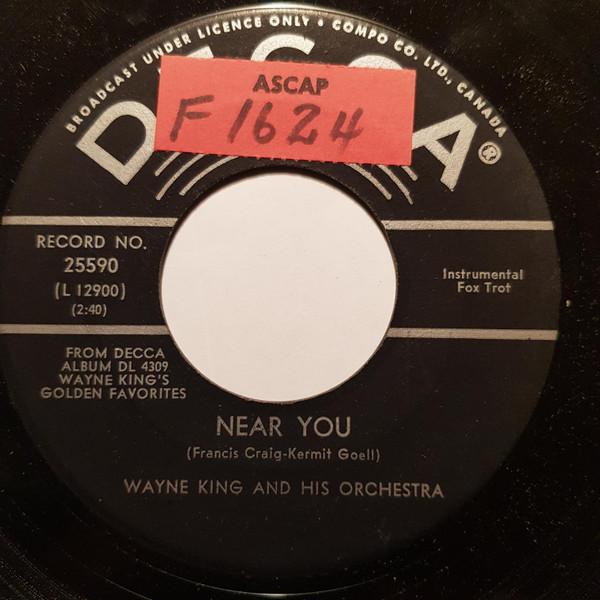 BROADCAST UNDER LICENCE ONLY • COMPO CO. LTD., CANADA
DECCA®
ASCAP
F 1624
RECORD NO.
25590
(L 12900)
(2:40)
Instrumental
Fox Trot
FROM DECCA
ALBUM DL 4309
WAYNE KING'S
GOLDEN FAVORITES
NEAR YOU
(Francis Craig-Kermit Goell)
WAYNE KING AND HIS ORCHESTRA